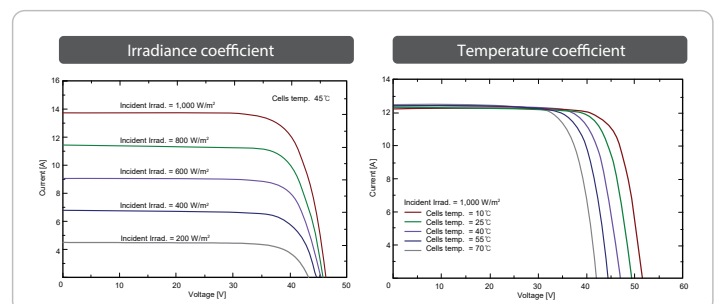 Irradiance coefficient
16
14
12
10
8
6
4
Current [A]
0
10
20
30
40
50
Voltage [V]
Cells temp. 45℃
Incident Irrad. = 1,000 W/m²
Incident Irrad. = 800 W/m²
Incident Irrad. = 600 W/m²
Incident Irrad. = 400 W/m²
Incident Irrad. = 200 W/m²
Temperature coefficient
14
12
10
8
6
4
Current [A]
0
10
20
30
40
50
60
Voltage [V]
Incident Irrad. = 1,000 W/m²
Cells temp. = 10℃
Cells temp. = 25℃
Cells temp. = 40℃
Cells temp. = 55℃
Cells temp. = 70℃